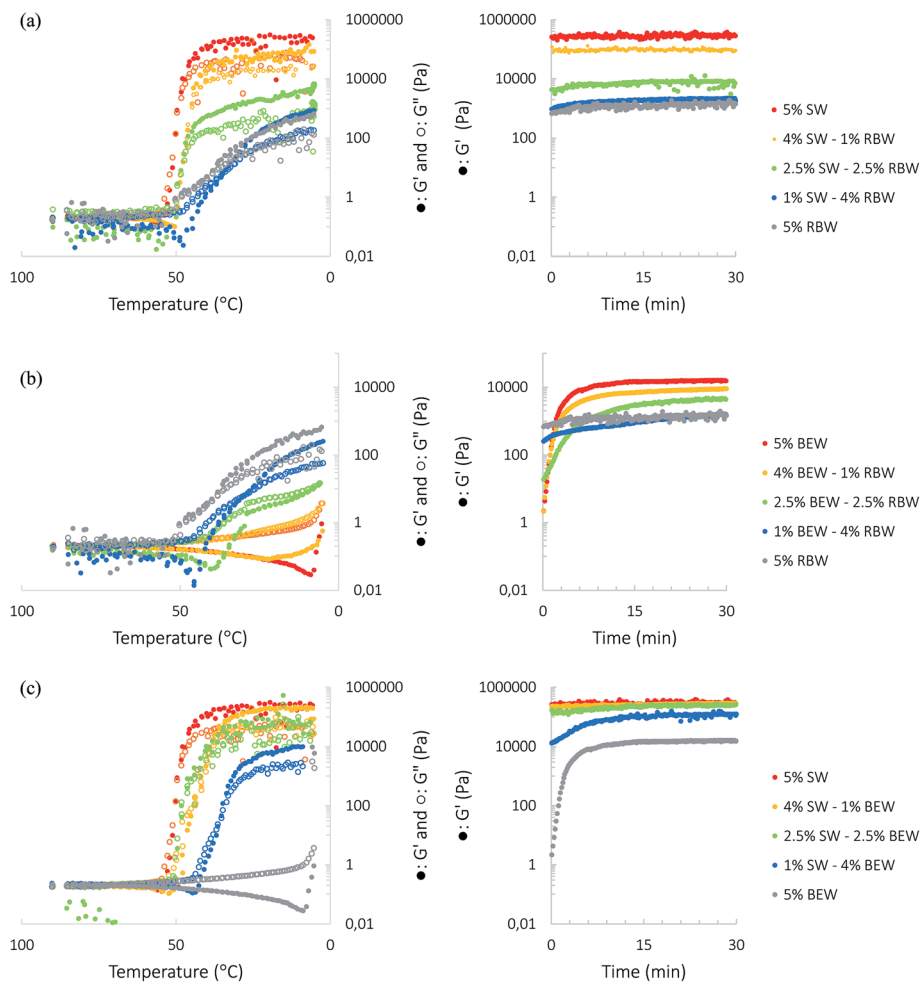 (a)
1000000
10000
100
1
0,01
100
50
0
Temperature (°C)
●: G' and ○: G" (Pa)
1000000
10000
100
1
0,01
0
15
30
Time (min)
●: G' (Pa)
5% SW
4% SW - 1% RBW
2.5% SW - 2.5% RBW
1% SW - 4% RBW
5% RBW
(b)
10000
100
1
0,01
100
50
0
Temperature (°C)
●: G' and ○: G" (Pa)
10000
100
1
0,01
0
15
30
Time (min)
●: G' (Pa)
5% BEW
4% BEW - 1% RBW
2.5% BEW - 2.5% RBW
1% BEW - 4% RBW
5% RBW
(c)
1000000
10000
100
1
0,01
100
50
0
Temperature (°C)
●: G' and ○: G" (Pa)
1000000
10000
100
1
0,01
0
15
30
Time (min)
●: G' (Pa)
5% SW
4% SW - 1% BEW
2.5% SW - 2.5% BEW
1% SW - 4% BEW
5% BEW